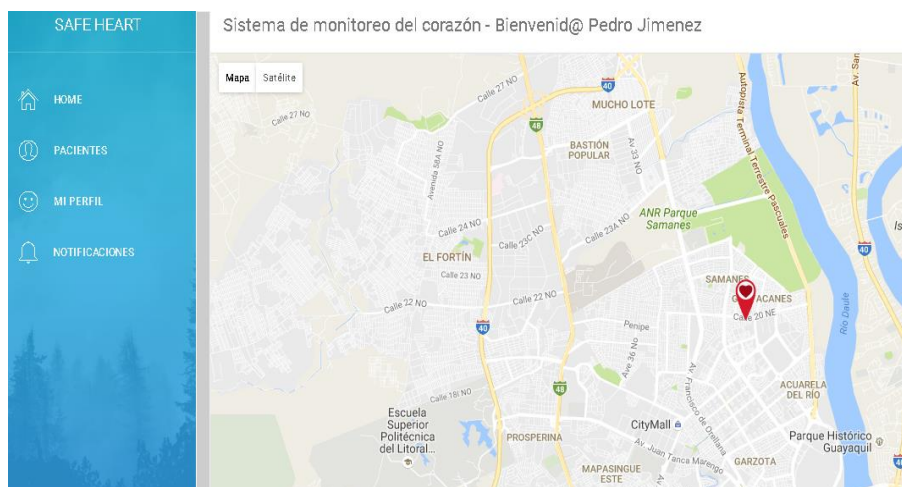 SAFE HEART
Sistema de monitoreo del corazón - Bienvenid@ Pedro Jimenez
HOME
PACIENTES
MI PERFIL
NOTIFICACIONES
Mapa
Satélite
Calle 27 NO
Calle 27 NO
40
MUCHO LOTE
48
BASTIÓN
POPULAR
Av 33 NO
Autopista Terminal Terrestre Pascuales
Av. San
Avenida 58A NO
ANR Parque
Samanes
Calle 24 NO
Calle 23C NO
Calle 23A NO
EL FORTÍN
Calle 23 NO
40
Calle 22 NO
Calle 22 NO
SAMANES
Calle 20 NE
40
Penipe
Río Daule
Ave 36 NO
48
Av. Francisco de Orellana
Calle 18I NO
ACUARELA
DEL RÍO
Escuela
Superior
Politécnica
del Litoral...
CityMall
PROSPERINA
Parque Histórico
Guayaquil
Av. Juan Tanca Marengo
GARZOTA
MAPASINGUE
ESTE